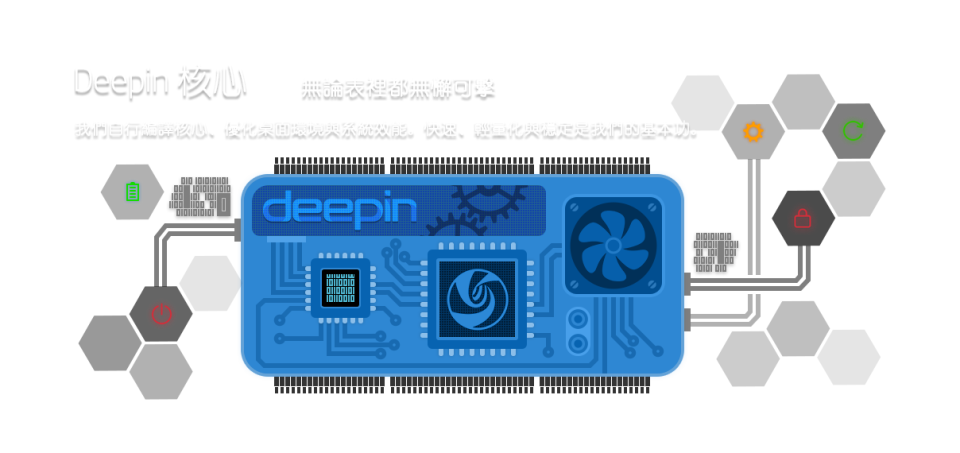 Deepin 核心
無論表裡都無懈可擊
我們自行編譯核心、優化桌面環境與系統效能。快速、輕量化與穩定是我們的基本功。
deepin